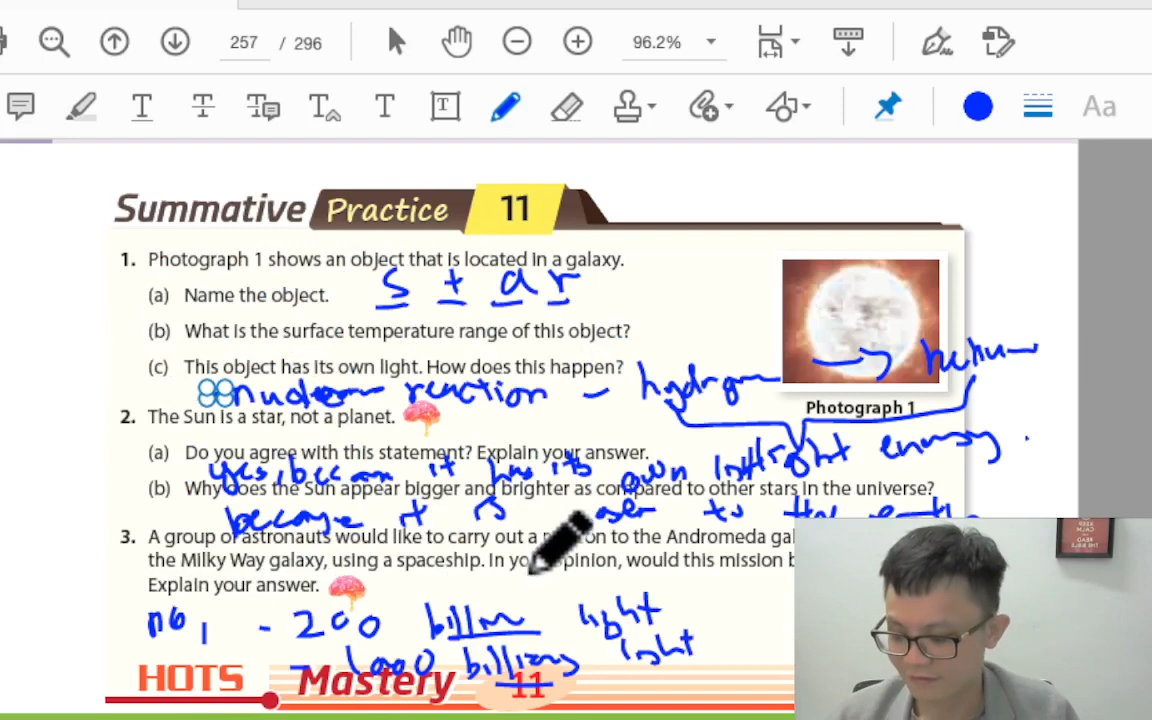 257 / 296
96.2%
T T T T T T Aa
Summative Practice 11
1. Photograph 1 shows an object that is located in a galaxy.
s t a r
(a) Name the object.
(b) What is the surface temperature range of this object?
(c) This object has its own light. How does this happen?
nuclear reaction - hydrogen → helium
Photograph 1
2. The Sun is a star, not a planet.
(a) Do you agree with this statement? Explain your answer.
yes, because it has its own light energy.
(b) Why does the Sun appear bigger and brighter as compared to other stars in the universe?
because it is to the earth
3. A group of astronauts would like to carry out a to the Andromeda
the Milky Way galaxy, using a spaceship. In your opinion, would this mission
Explain your answer.
no, - 200 billion light
- 1000 billions light
HOTS Mastery 11